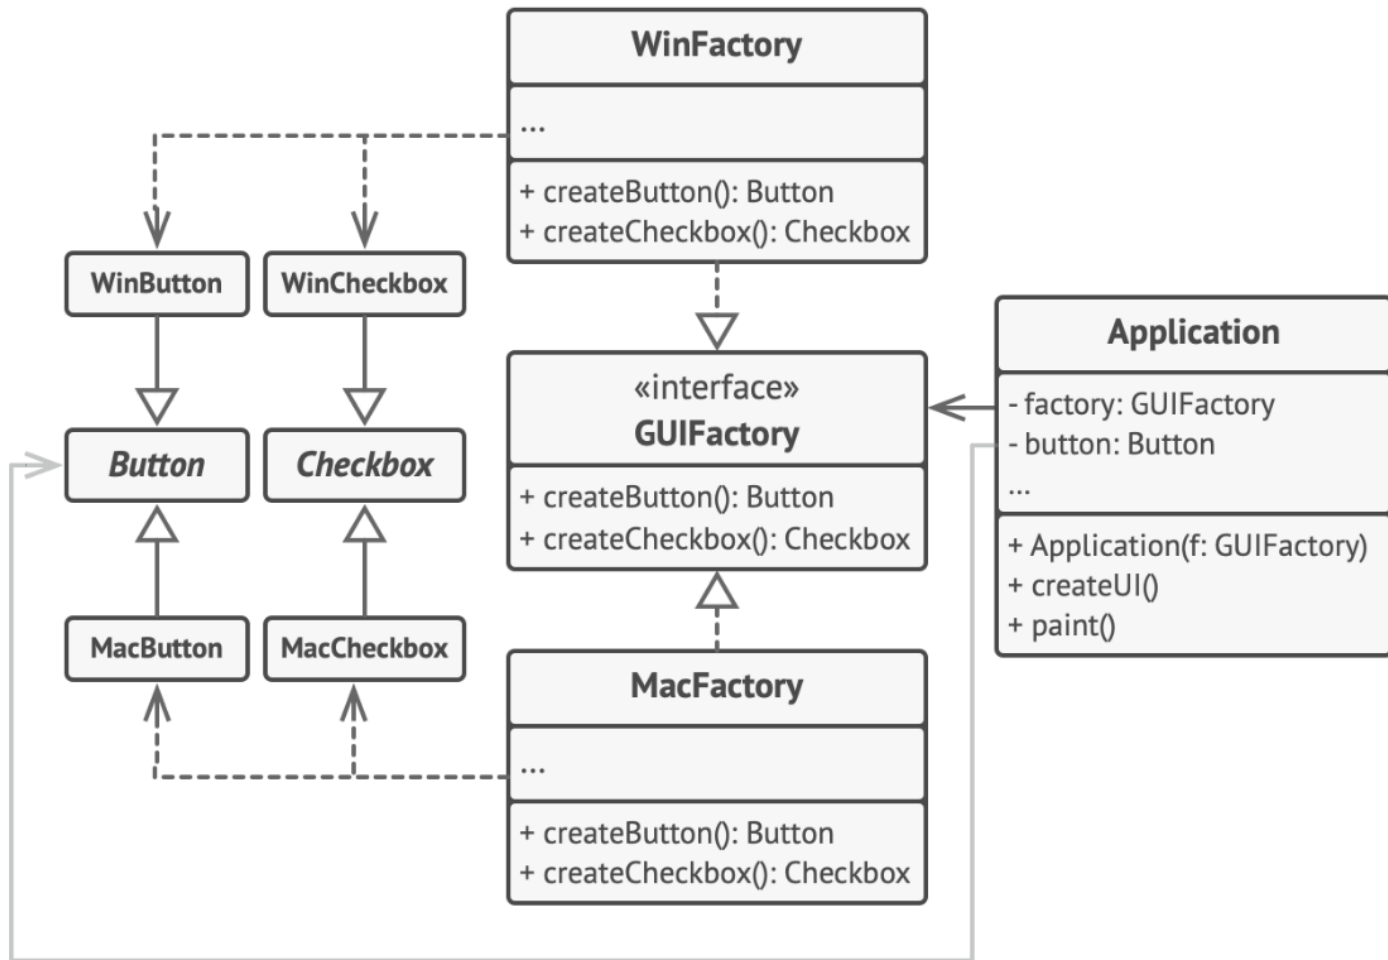 WinFactory
...
+ createButton(): Button
+ createCheckbox(): Checkbox
WinButton
WinCheckbox
Button
Checkbox
MacButton
MacCheckbox
«interface»
GUIFactory
+ createButton(): Button
+ createCheckbox(): Checkbox
Application
- factory: GUIFactory
- button: Button
...
+ Application(f: GUIFactory)
+ createUI()
+ paint()
MacFactory
...
+ createButton(): Button
+ createCheckbox(): Checkbox